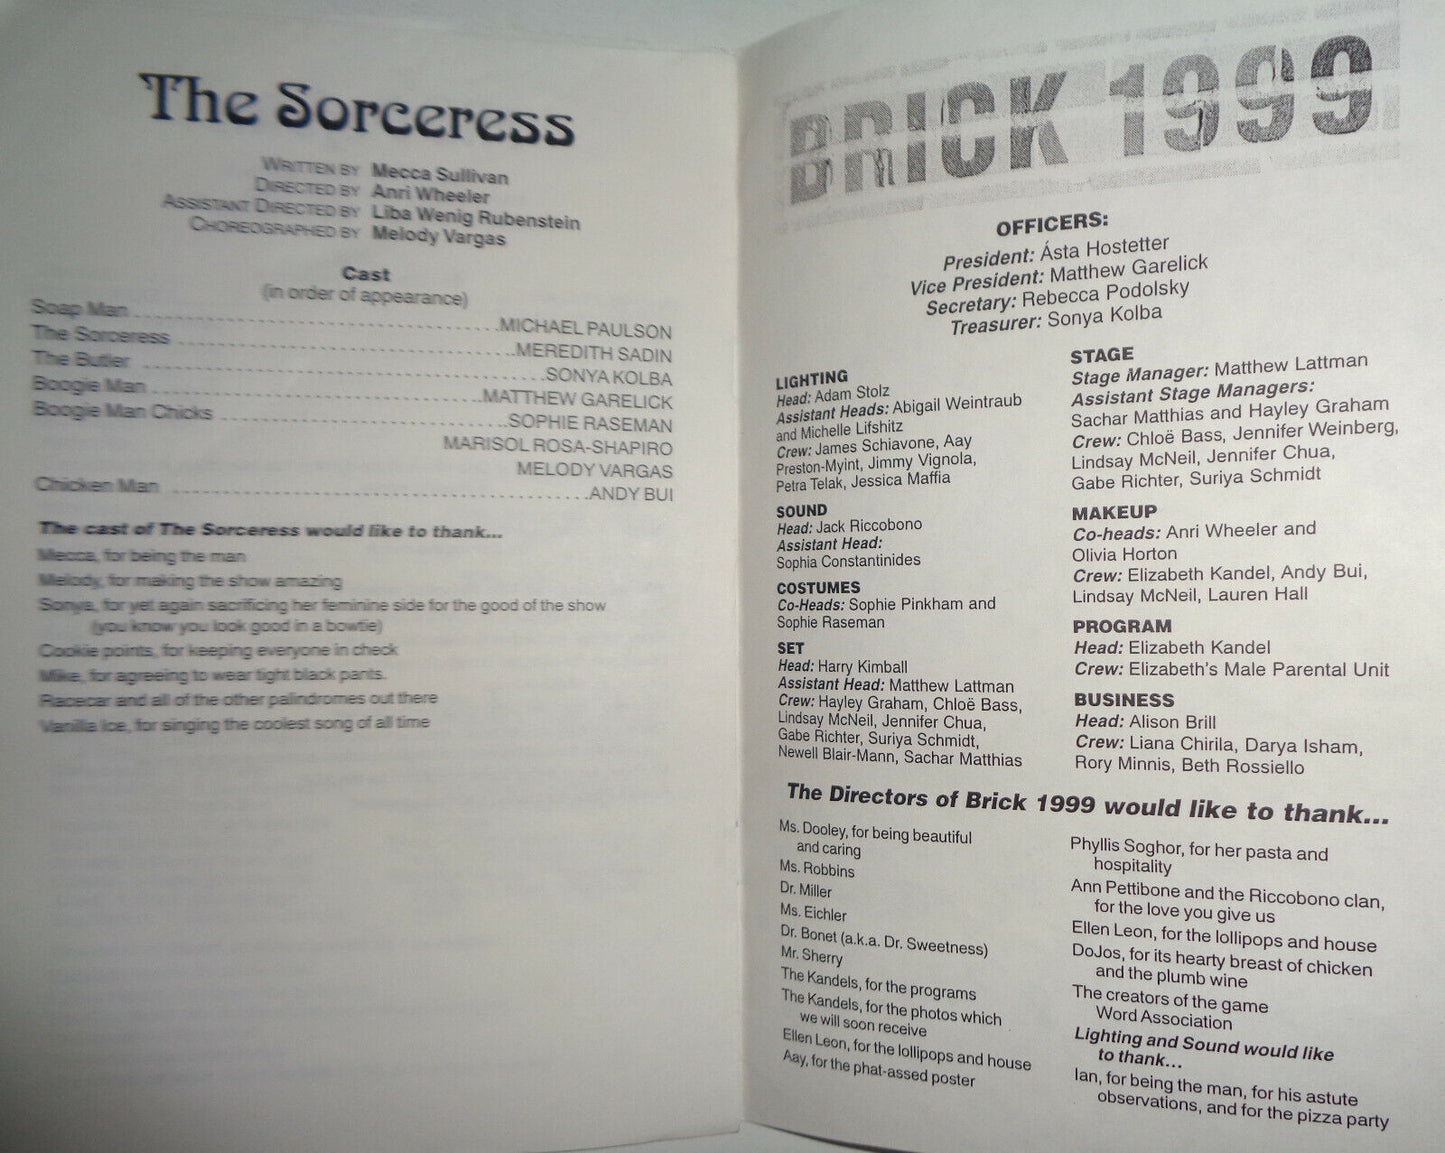 The Sorceress
WRITTEN BY Mecca Sullivan
DIRECTED BY Anri Wheeler
ASSISTANT DIRECTED BY Liba Wenig Rubenstein
CHOREOGRAPHED BY Melody Vargas
Cast
(in order of appearance)
Soap Man MICHAEL PAULSON
The Sorceress MEREDITH SADIN
The Butler SONYA KOLBA
Boogie Man MATTHEW GARELICK
Boogie Man Chicks SOPHIE RASEMAN
MARISOL ROSA-SHAPIRO
MELODY VARGAS
Chicken Man ANDY BUI
The cast of The Sorceress would like to thank...
Mecca, for being the man
Melody, for making the show amazing
Sonya, for yet again sacrificing her feminine side for the good of the show
(you know you look good in a bowtie)
Cookie points, for keeping everyone in check
Mike, for agreeing to wear tight black pants.
Racecar and all of the other palindromes out there
Vanilla Ice, for singing the coolest song of all time
BRICK 1999
OFFICERS:
President: Ásta Hostetter
Vice President: Matthew Garelick
Secretary: Rebecca Podolsky
Treasurer: Sonya Kolba
LIGHTING
Head: Adam Stolz
Assistant Heads: Abigail Weintraub
and Michelle Lifshitz
Crew: James Schiavone, Aay
Preston-Myint, Jimmy Vignola,
Petra Telak, Jessica Maffia
SOUND
Head: Jack Riccobono
Assistant Head:
Sophia Constantinides
COSTUMES
Co-Heads: Sophie Pinkham and
Sophie Raseman
SET
Head: Harry Kimball
Assistant Head: Matthew Lattman
Crew: Hayley Graham, Chloë Bass,
Lindsay McNeil, Jennifer Chua,
Gabe Richter, Suriya Schmidt,
Newell Blair-Mann, Sachar Matthias
STAGE
Stage Manager: Matthew Lattman
Assistant Stage Managers:
Sachar Matthias and Hayley Graham
Crew: Chloë Bass, Jennifer Weinberg,
Lindsay McNeil, Jennifer Chua,
Gabe Richter, Suriya Schmidt
MAKEUP
Co-heads: Anri Wheeler and
Olivia Horton
Crew: Elizabeth Kandel, Andy Bui,
Lindsay McNeil, Lauren Hall
PROGRAM
Head: Elizabeth Kandel
Crew: Elizabeth's Male Parental Unit
BUSINESS
Head: Alison Brill
Crew: Liana Chirila, Darya Isham,
Rory Minnis, Beth Rossiello
The Directors of Brick 1999 would like to thank...
Ms. Dooley, for being beautiful
and caring
Ms. Robbins
Dr. Miller
Ms. Eichler
Dr. Bonet (a.k.a. Dr. Sweetness)
Mr. Sherry
The Kandels, for the programs
The Kandels, for the photos which
we will soon receive
Ellen Leon, for the lollipops and house
Aay, for the phat-assed poster
Phyllis Soghor, for her pasta and
hospitality
Ann Pettibone and the Riccobono clan,
for the love you give us
Ellen Leon, for the lollipops and house
DoJos, for its hearty breast of chicken
and the plumb wine
The creators of the game
Word Association
Lighting and Sound would like
to thank...
Ian, for being the man, for his astute
observations, and for the pizza party